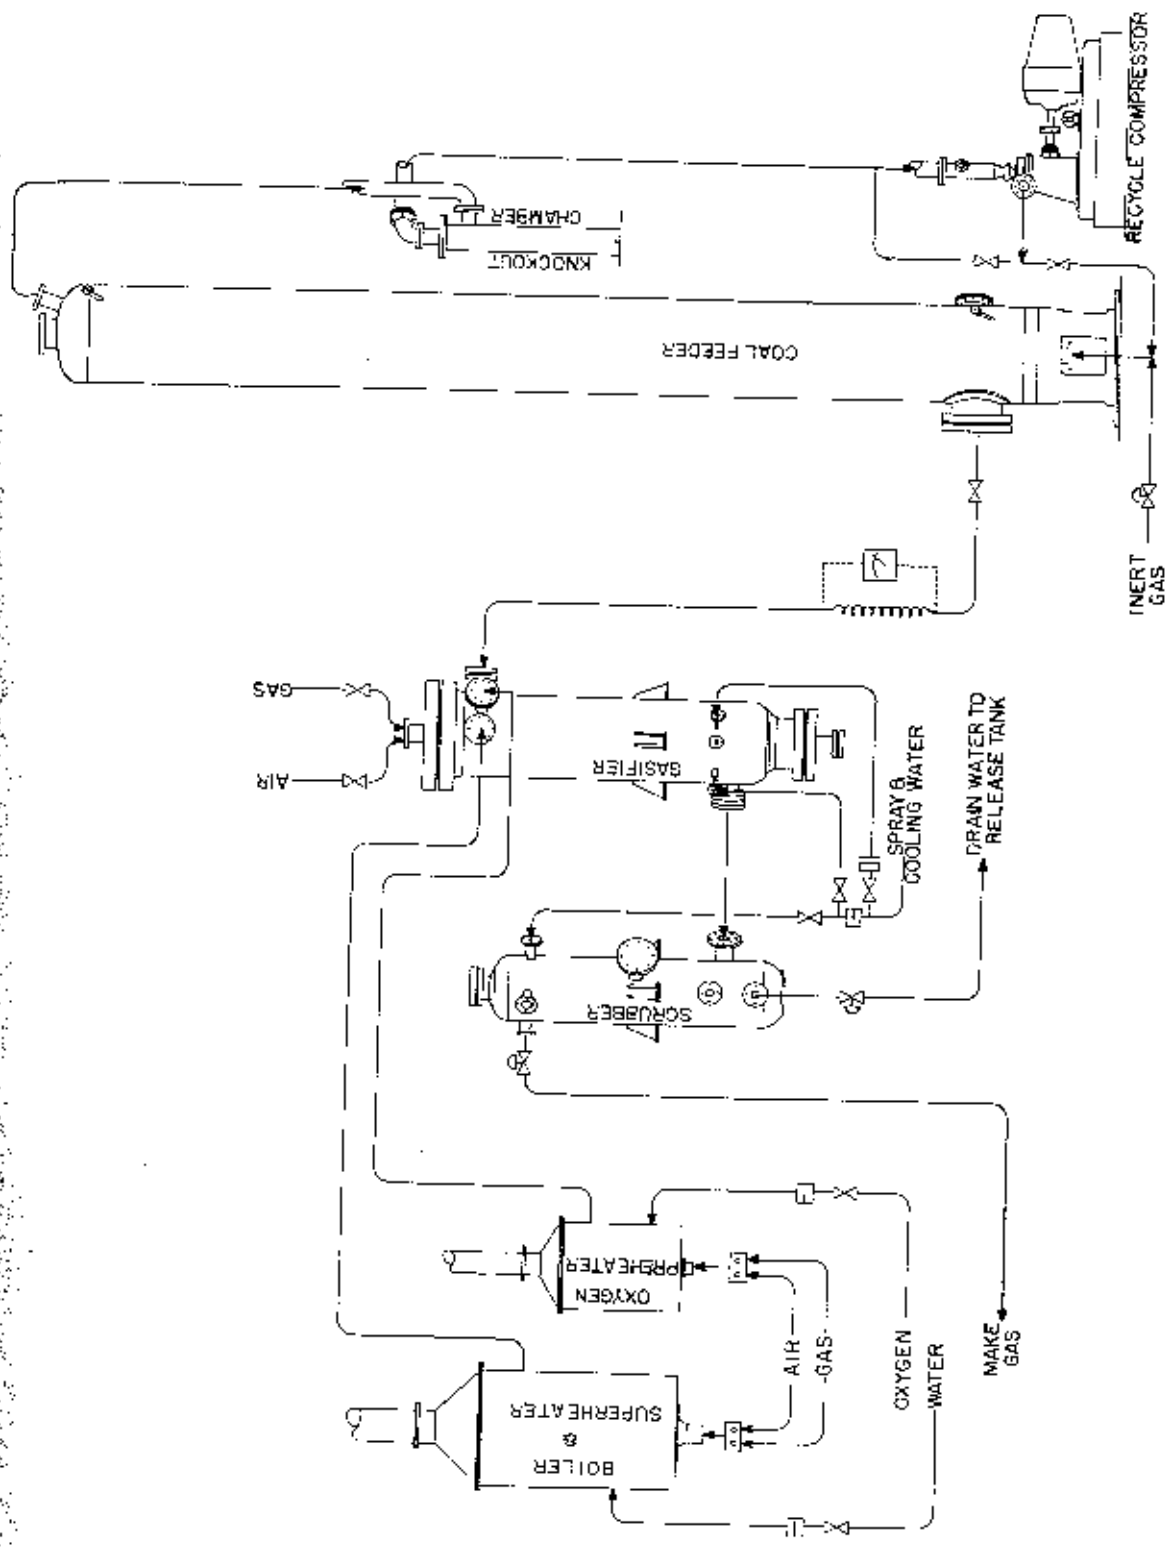 RECYCLE COMPRESSOR
KNOCKOUT
CHAMBER
COAL FEEDER
INERT
GAS
GAS
AIR
GASIFIER
SPRAY &
COOLING WATER
DRAIN WATER TO
RELEASE TANK
SCRUBBER
OXYGEN
PREHEATER
BOILER
&
SUPERHEATER
AIR
GAS
OXYGEN
WATER
MAKE
GAS